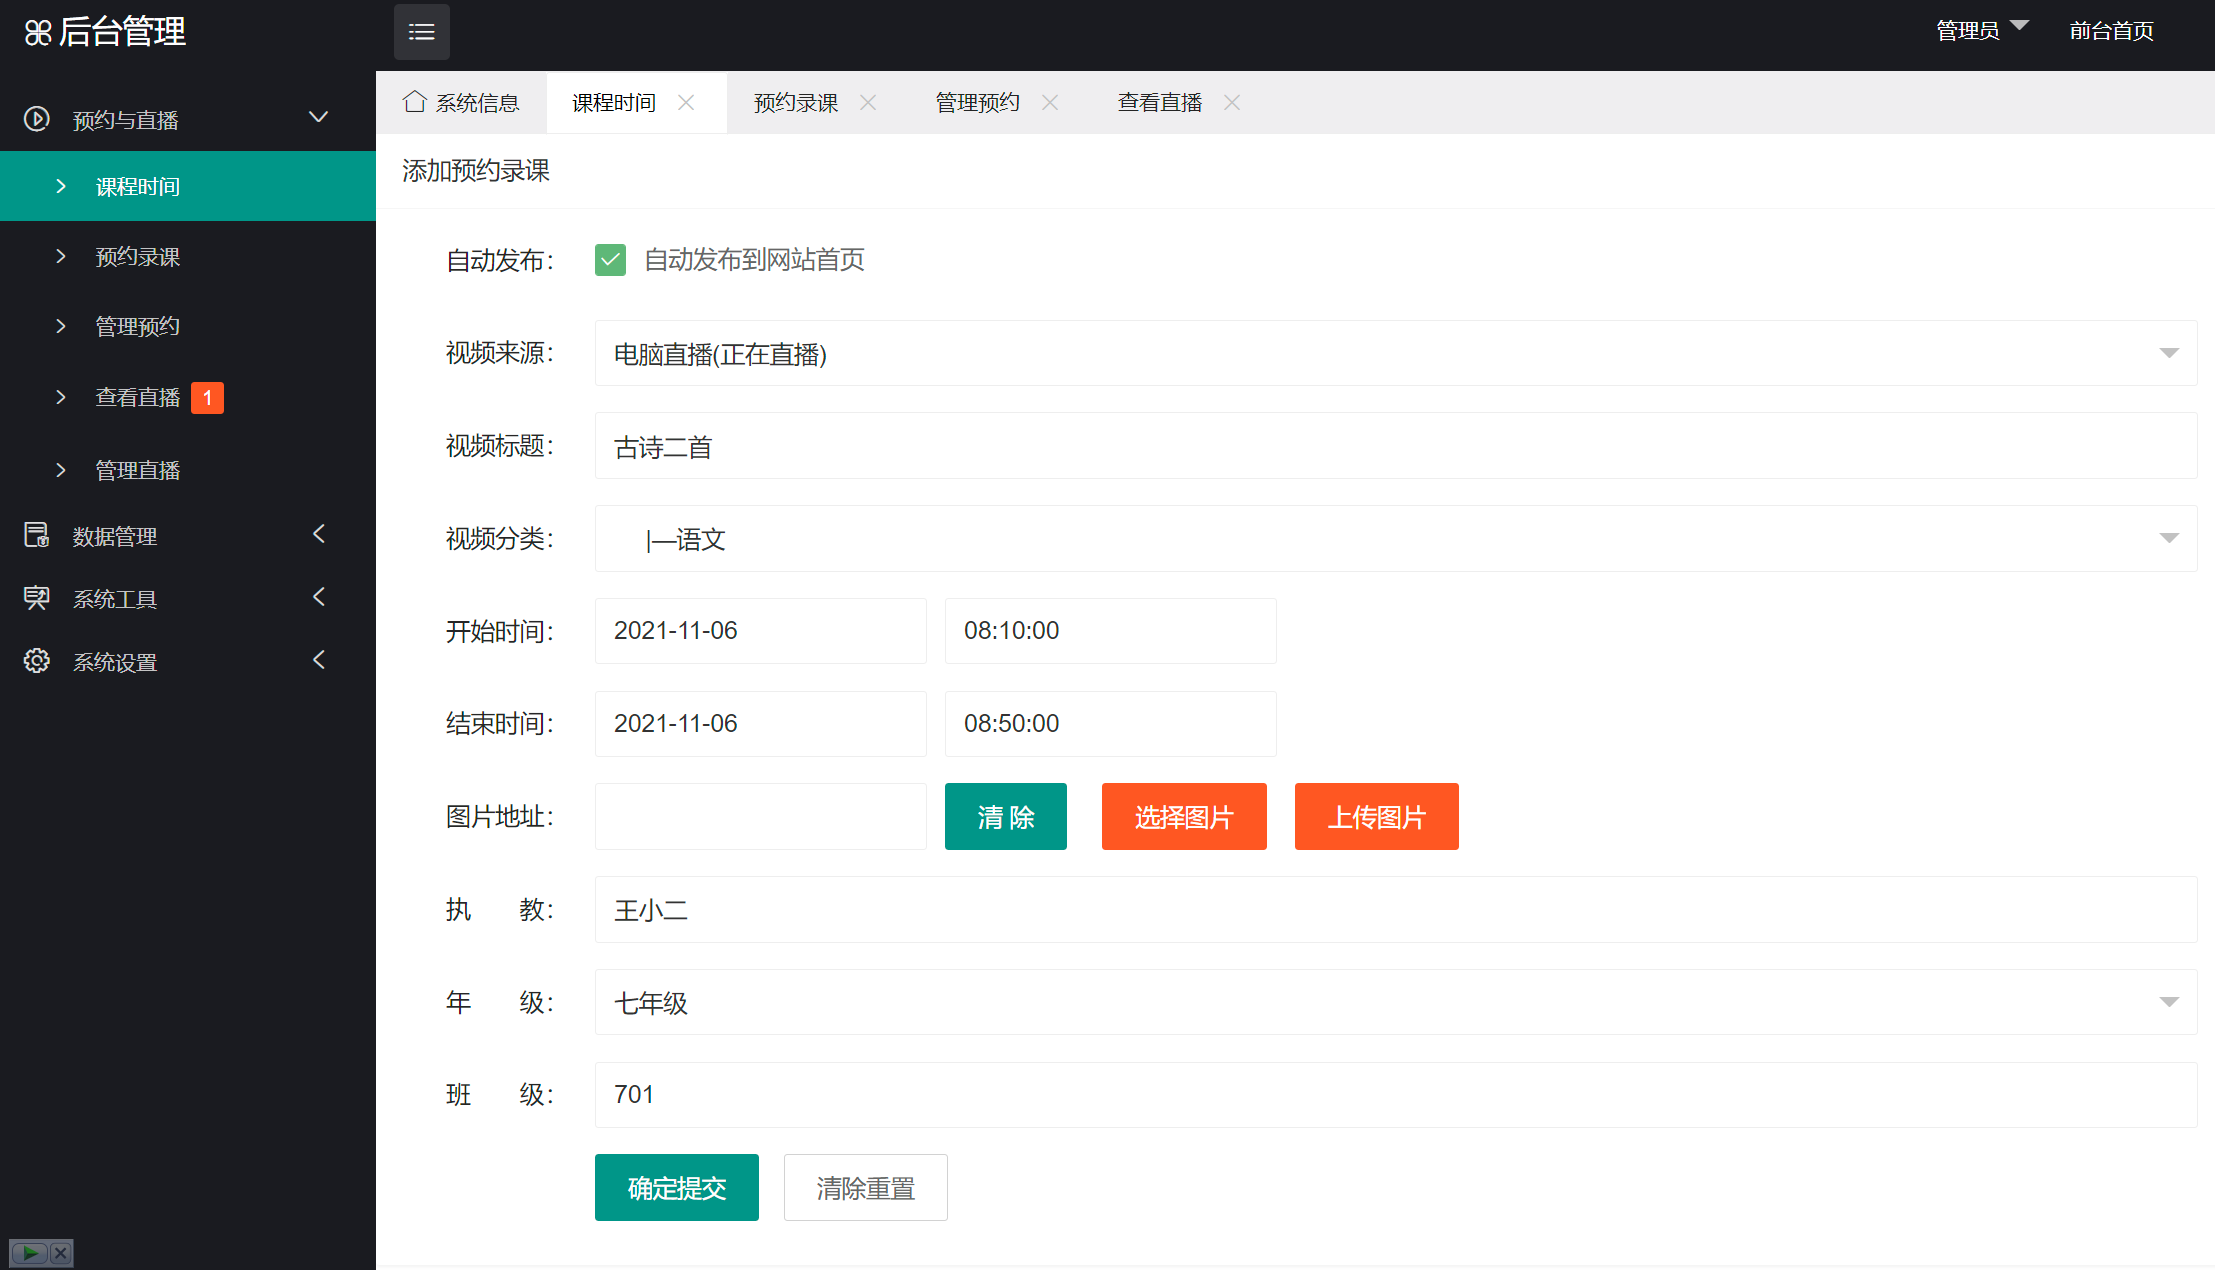 后台管理
管理员 前台首页
预约与直播
课程时间
预约录课
管理预约
查看直播 1
管理直播
数据管理
系统工具
系统设置
系统信息 课程时间 预约录课 管理预约 查看直播
添加预约录课
自动发布： 自动发布到网站首页
视频来源： 电脑直播(正在直播)
视频标题： 古诗二首
视频分类： |—语文
开始时间： 2021-11-06 08:10:00
结束时间： 2021-11-06 08:50:00
图片地址： 清 除 选择图片 上传图片
执 教： 王小二
年 级： 七年级
班 级： 701
确定提交 清除重置